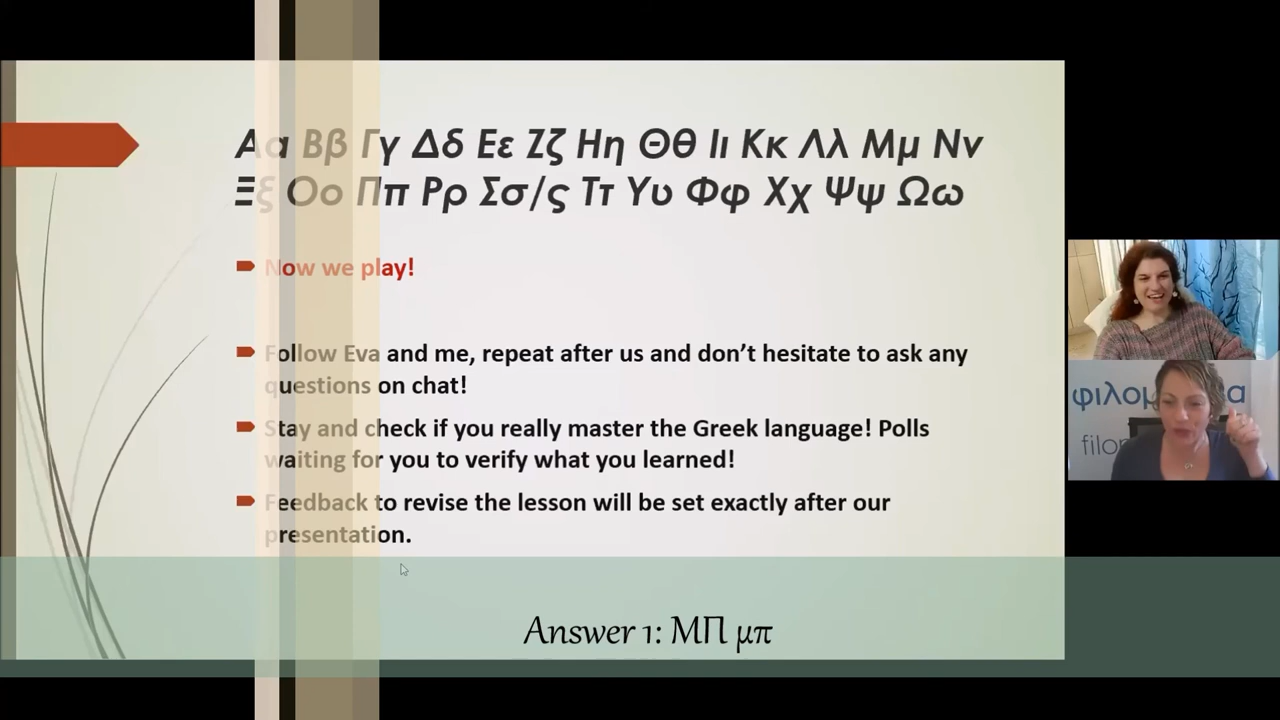 Αα Ββ Γγ Δδ Εε Ζζ Ηη Θθ Ιι Κκ Λλ Μμ Νν
Ξξ Οο Ππ Ρρ Σσ/ς Ττ Υυ Φφ Χχ Ψψ Ωω
Now we play!
Follow Eva and me, repeat after us and don’t hesitate to ask any
questions on chat!
Stay and check if you really master the Greek language! Polls
waiting for you to verify what you learned!
Feedback to revise the lesson will be set exactly after our
presentation.
Answer 1: ΜΠ μπ